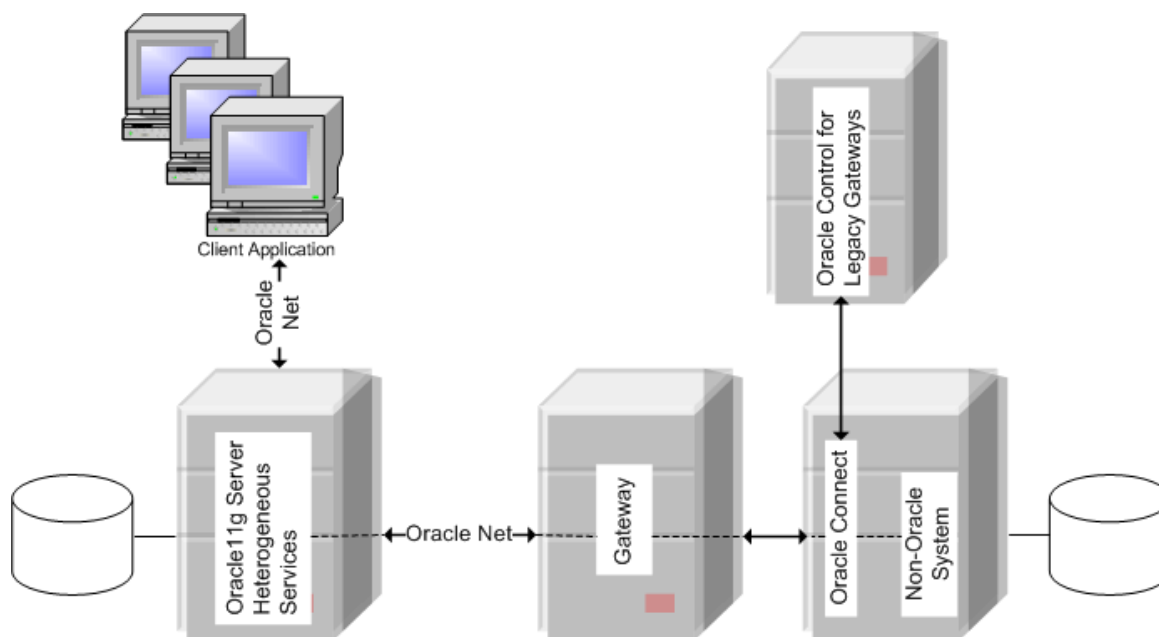 Client Application
Oracle
Net
Oracle Control for
Legacy Gateways
Oracle11g Server
Heterogeneous
Services
Oracle Net
Gateway
Oracle Connect
Non-Oracle
System